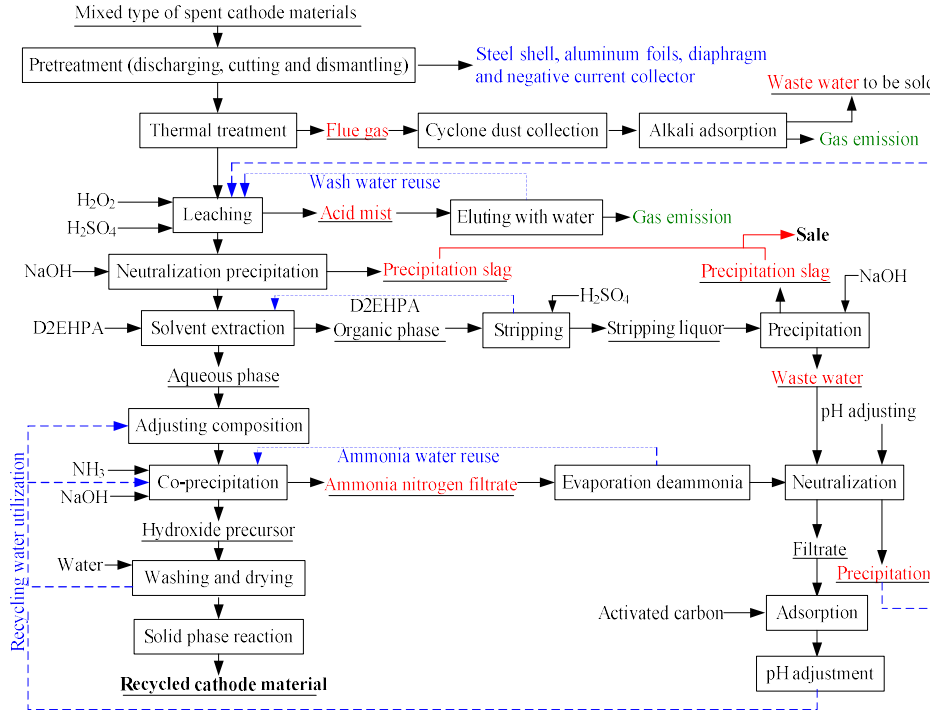 Mixed type of spent cathode materials
Pretreatment (discharging, cutting and dismantling)
Steel shell, aluminum foils, diaphragm
and negative current collector
Waste water to be sold
Thermal treatment
Flue gas
Cyclone dust collection
Alkali adsorption
Gas emission
Wash water reuse
H₂O₂
H₂SO₄
Leaching
Acid mist
Eluting with water
Gas emission
Sale
NaOH
Neutralization precipitation
Precipitation slag
Precipitation slag
NaOH
D2EHPA
H₂SO₄
D2EHPA
Solvent extraction
Organic phase
Stripping
Stripping liquor
Precipitation
Aqueous phase
Waste water
Adjusting composition
pH adjusting
Ammonia water reuse
NH₃
NaOH
Co-precipitation
Ammonia nitrogen filtrate
Evaporation deammonia
Neutralization
Recycling water utilization
Hydroxide precursor
Filtrate
Water
Washing and drying
Precipitation
Activated carbon
Adsorption
Solid phase reaction
pH adjustment
Recycled cathode material